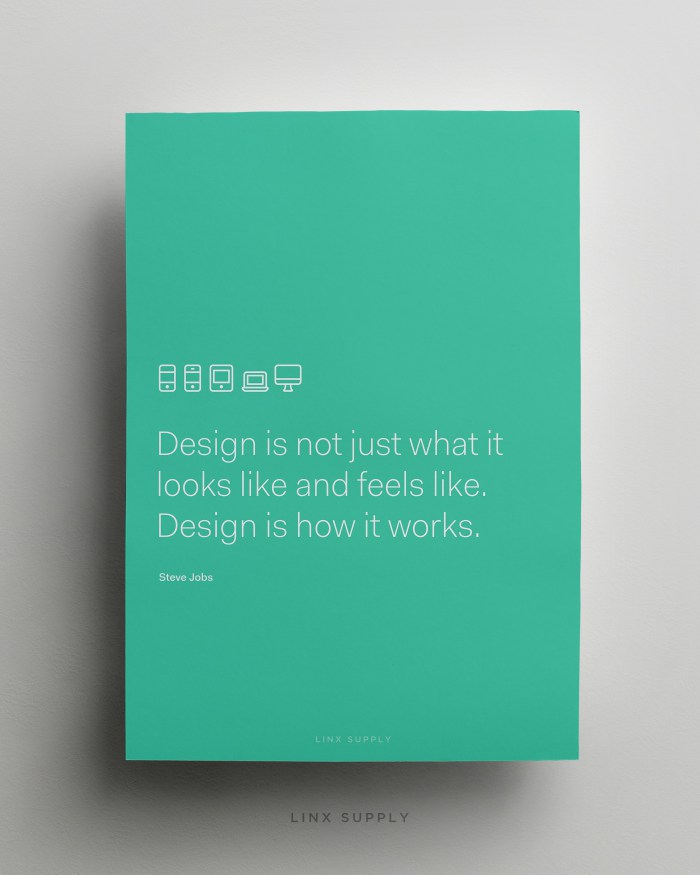 Design is not just what it
looks like and feels like.
Design is how it works.
Steve Jobs
LINX SUPPLY
LINX SUPPLY